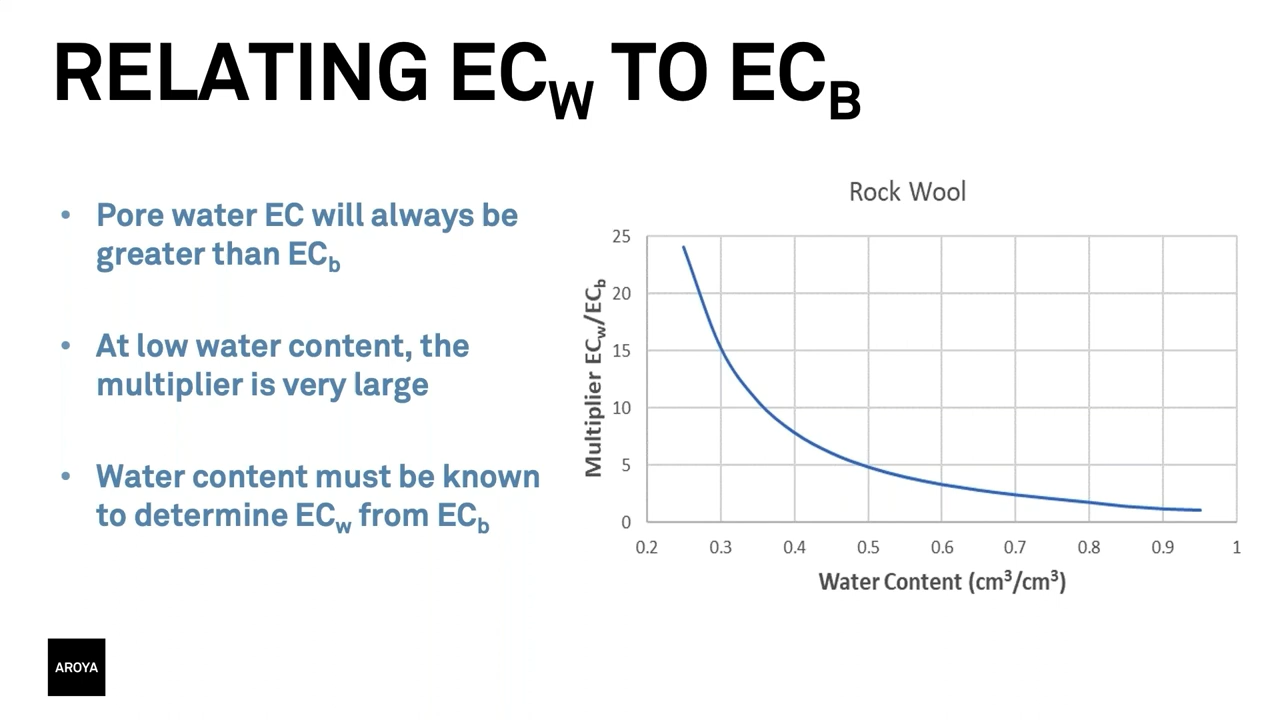 RELATING ECW TO ECB
• Pore water EC will always be
greater than ECb
• At low water content, the
multiplier is very large
• Water content must be known
to determine ECw from ECb
Rock Wool
Multiplier ECw/ECb
25
20
15
10
5
0
0.2 0.3 0.4 0.5 0.6 0.7 0.8 0.9 1
Water Content (cm³/cm³)
AROYA